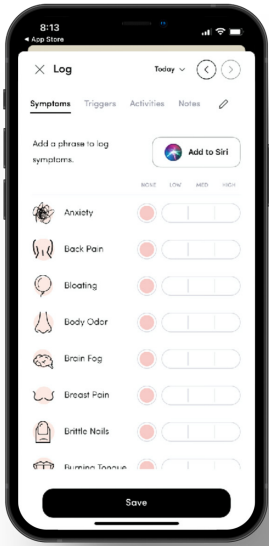 8:13
◀ App Store
Log
Today
Symptoms Triggers Activities Notes
Add a phrase to log
symptoms.
Add to Siri
NONE LOW MED HIGH
Anxiety
Back Pain
Bloating
Body Odor
Brain Fog
Breast Pain
Brittle Nails
Burning Tongue
Save